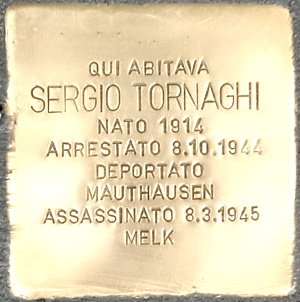 QUI ABITAVA
SERGIO TORNAGHI
NATO 1914
ARRESTATO 8.10.1944
DEPORTATO
MAUTHAUSEN
ASSASSINATO 8.3.1945
MELK